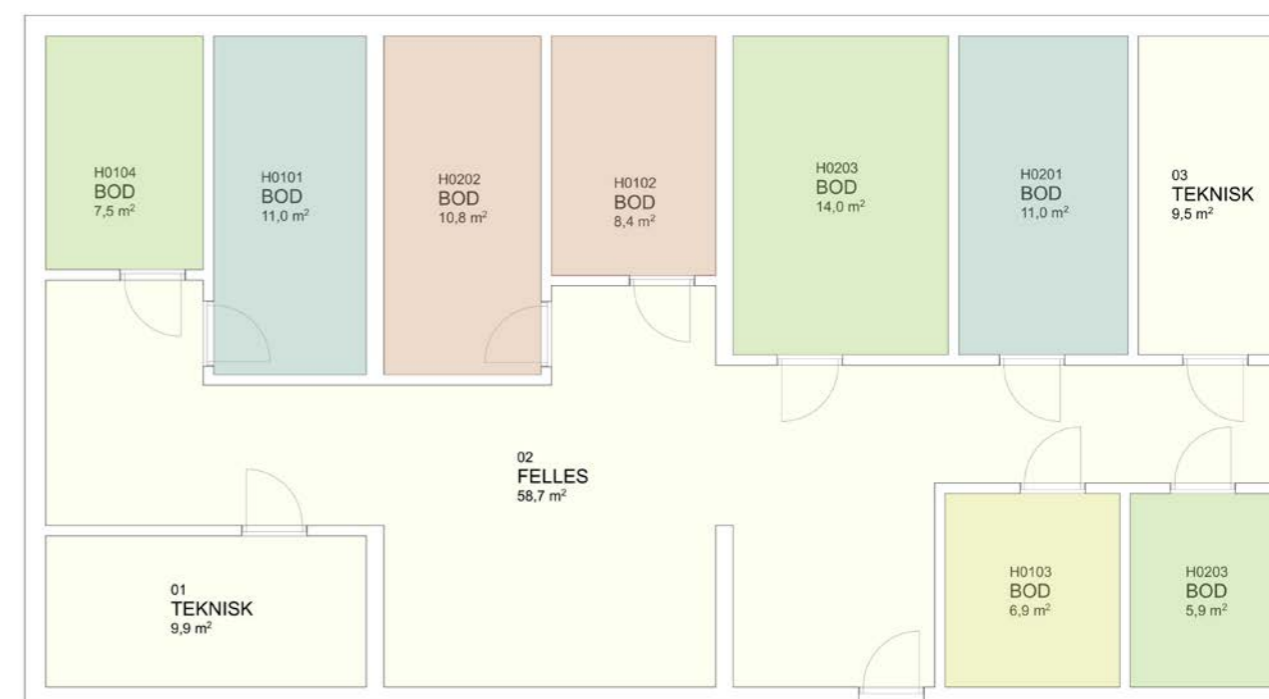 H0104
BOD
7,5 m²
H0101
BOD
11,0 m²
H0202
BOD
10,8 m²
H0102
BOD
8,4 m²
H0203
BOD
14,0 m²
H0201
BOD
11,0 m²
03
TEKNISK
9,5 m²
02
FELLES
58,7 m²
01
TEKNISK
9,9 m²
H0103
BOD
6,9 m²
H0203
BOD
5,9 m²